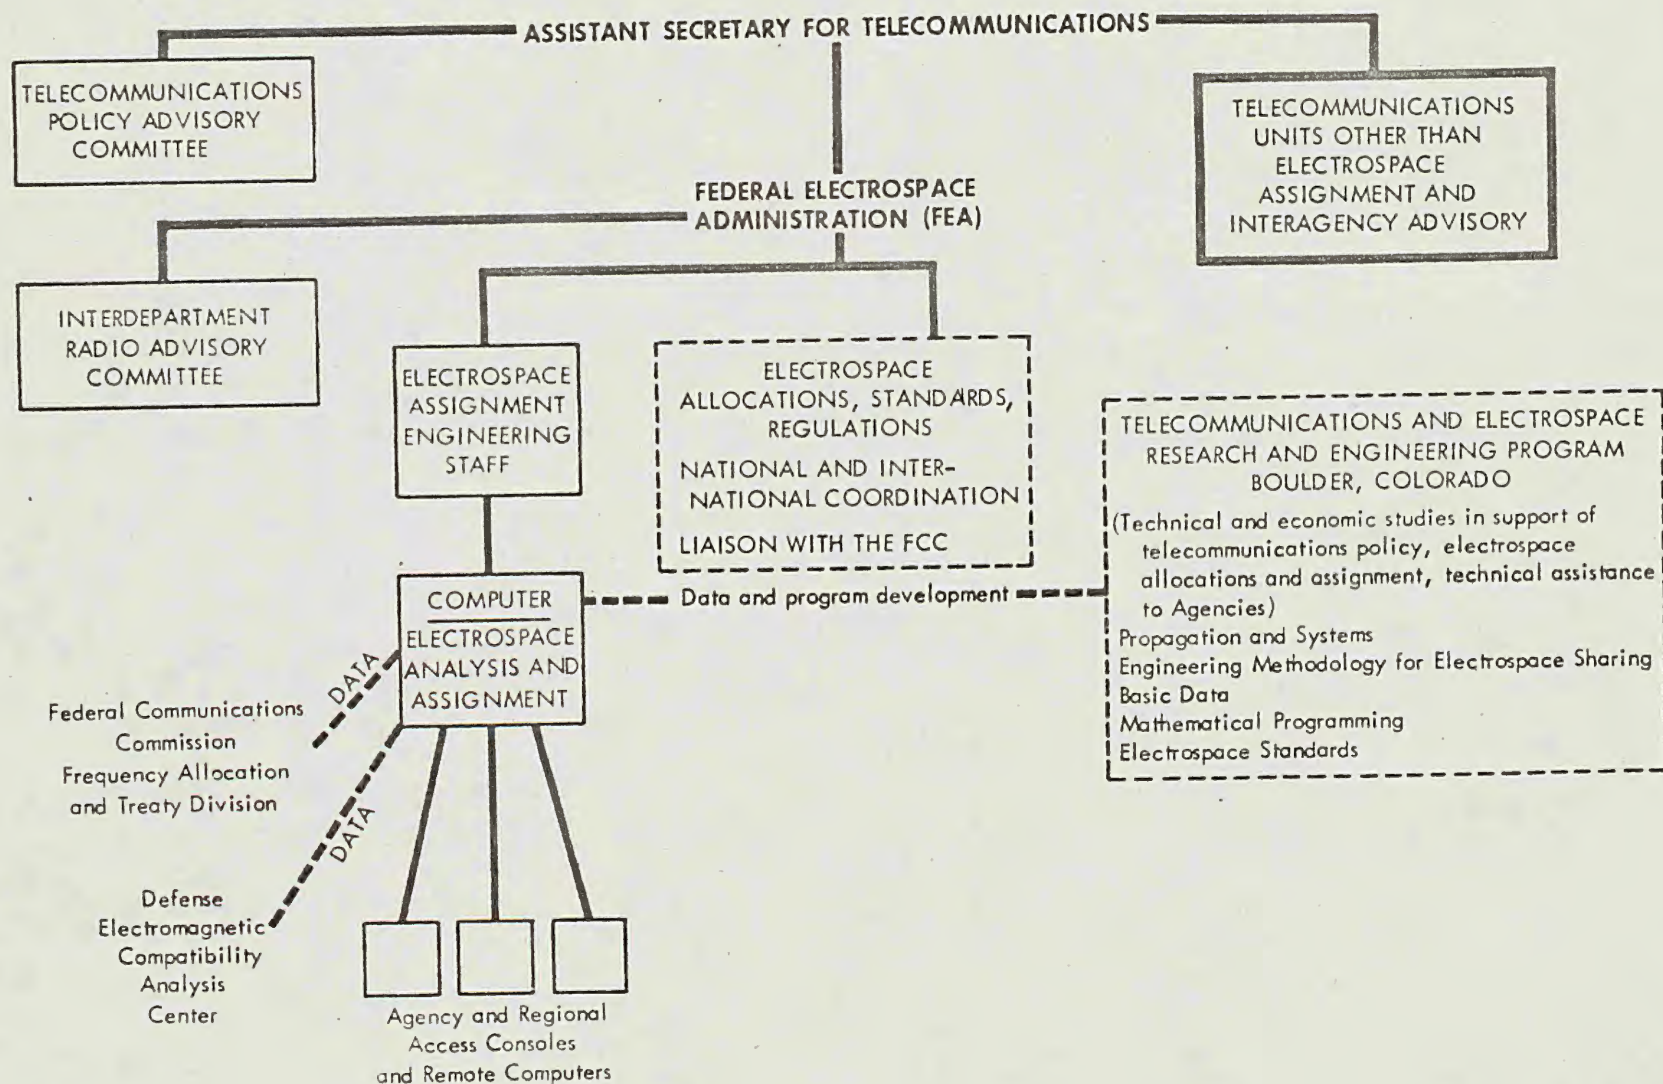 ASSISTANT SECRETARY FOR TELECOMMUNICATIONS
TELECOMMUNICATIONS
POLICY ADVISORY
COMMITTEE
TELECOMMUNICATIONS
UNITS OTHER THAN
ELECTROSPACE
ASSIGNMENT AND
INTERAGENCY ADVISORY
FEDERAL ELECTROSPACE
ADMINISTRATION (FEA)
INTERDEPARTMENT
RADIO ADVISORY
COMMITTEE
ELECTROSPACE
ASSIGNMENT
ENGINEERING
STAFF
ELECTROSPACE
ALLOCATIONS, STANDARDS,
REGULATIONS
NATIONAL AND INTER-
NATIONAL COORDINATION
LIAISON WITH THE FCC
TELECOMMUNICATIONS AND ELECTROSPACE
RESEARCH AND ENGINEERING PROGRAM
BOULDER, COLORADO
(Technical and economic studies in support of
telecommunications policy, electrospace
allocations and assignment, technical assistance
to Agencies)
Propagation and Systems
Engineering Methodology for Electrospace Sharing
Basic Data
Mathematical Programming
Electrospace Standards
COMPUTER
ELECTROSPACE
ANALYSIS AND
ASSIGNMENT
Data and program development
DATA
Federal Communications
Commission
Frequency Allocation
and Treaty Division
DATA
Defense
Electromagnetic
Compatibility
Analysis
Center
Agency and Regional
Access Consoles
and Remote Computers